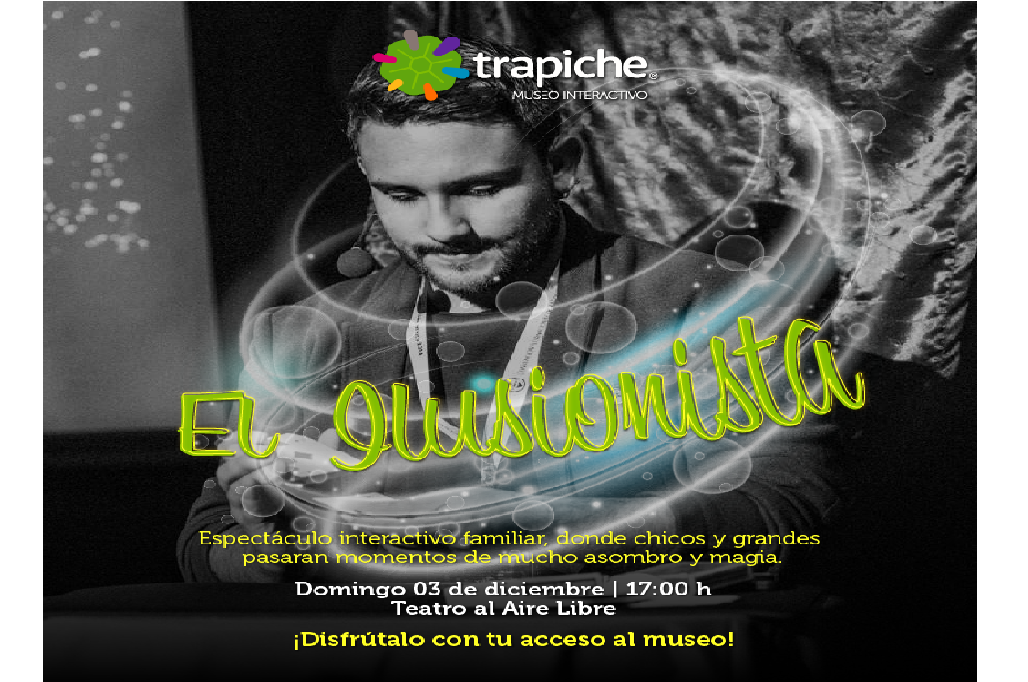 trapiche
MUSEO INTERACTIVO
El Ilusionista
Espectáculo interactivo familiar, donde chicos y grandes
pasaran momentos de mucho asombro y magia.
Domingo 03 de diciembre | 17:00 h
Teatro al Aire Libre
¡Disfrútalo con tu acceso al museo!